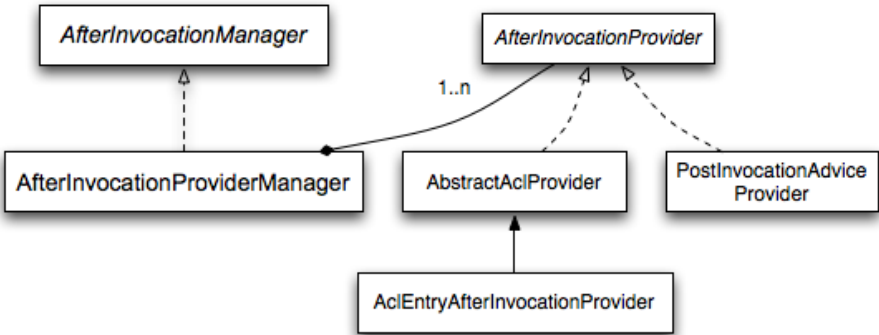 AfterInvocationManager
AfterInvocationProvider
1..n
AfterInvocationProviderManager
AbstractAclProvider
PostInvocationAdvice
Provider
AclEntryAfterInvocationProvider